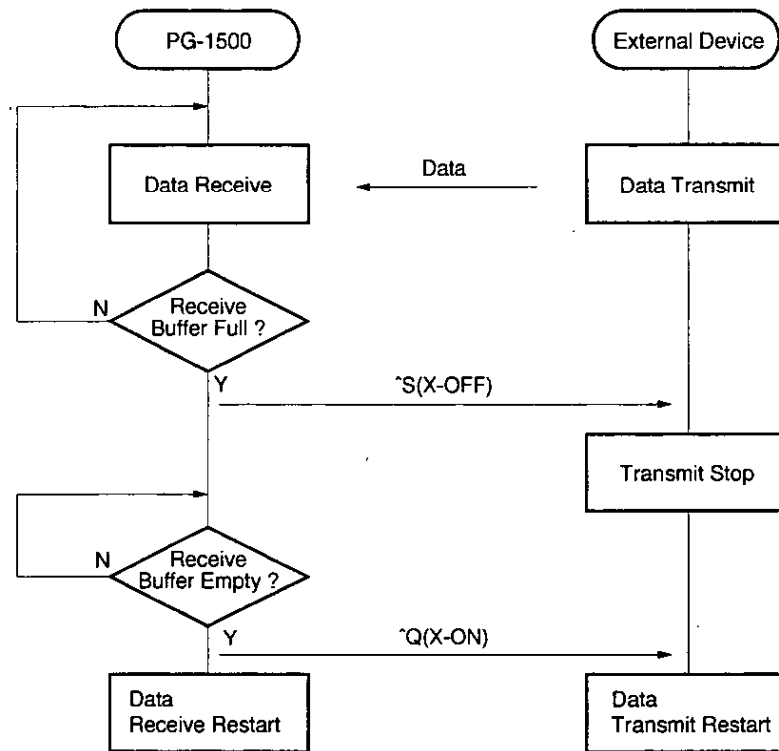 PG-1500
External Device
Data Receive
Data
Data Transmit
Receive
Buffer Full ?
N
Y
^S(X-OFF)
Transmit Stop
Receive
Buffer Empty ?
N
Y
^Q(X-ON)
Data
Receive Restart
Data
Transmit Restart